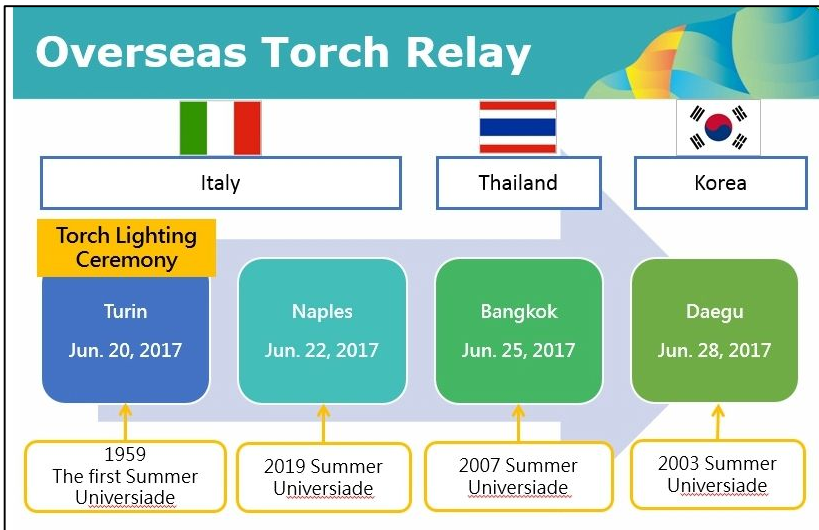 Overseas Torch Relay
Italy
Thailand
Korea
Torch Lighting
Ceremony
Turin
Jun. 20, 2017
Naples
Jun. 22, 2017
Bangkok
Jun. 25, 2017
Daegu
Jun. 28, 2017
1959
The first Summer
Universiade
2019 Summer
Universiade
2007 Summer
Universiade
2003 Summer
Universiade